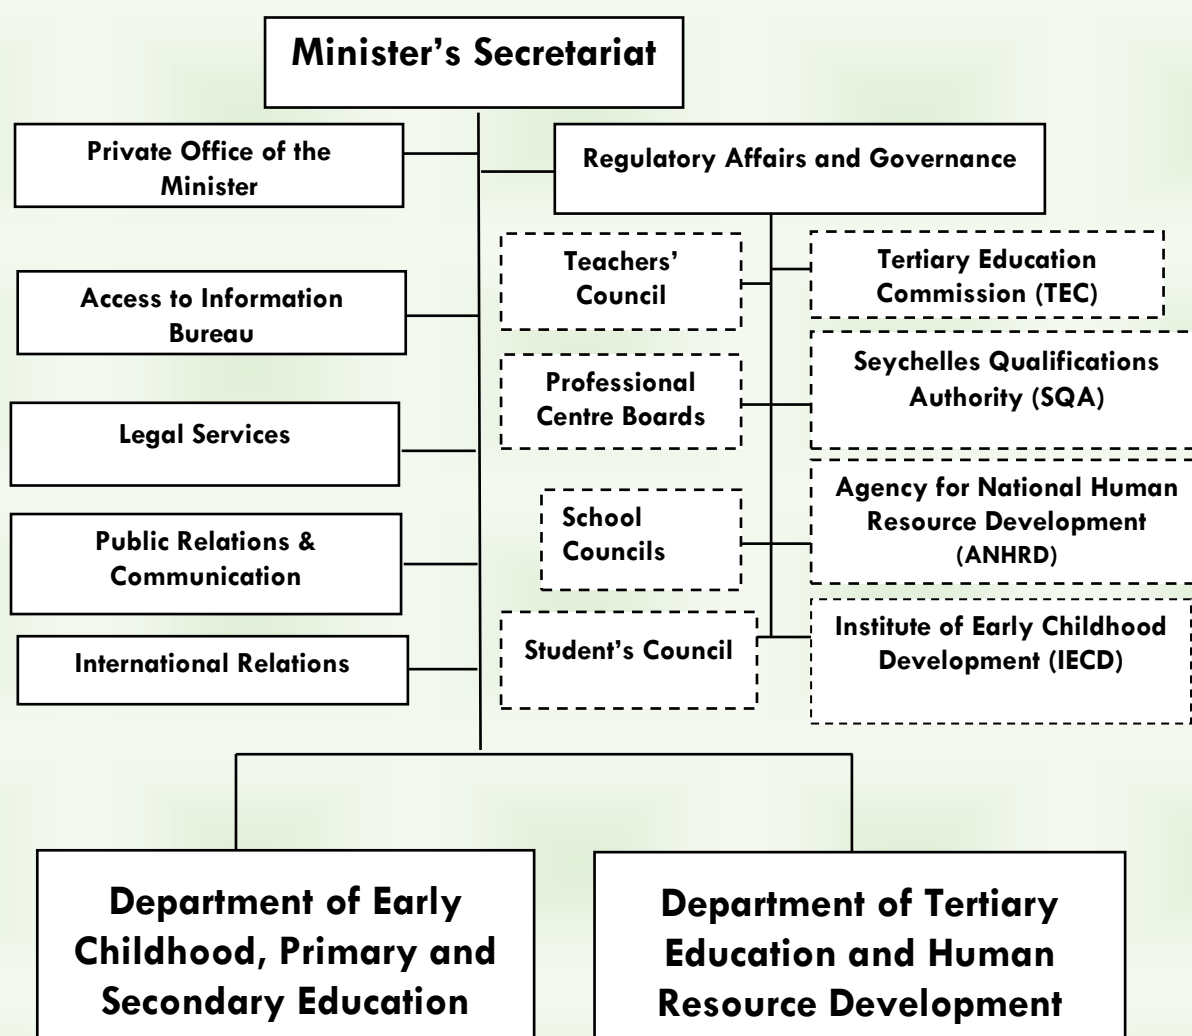 Minister’s Secretariat
Private Office of the
Minister
Regulatory Affairs and Governance
Access to Information
Bureau
Legal Services
Public Relations &
Communication
International Relations
Teachers’
Council
Professional
Centre Boards
School
Councils
Student’s Council
Tertiary Education
Commission (TEC)
Seychelles Qualifications
Authority (SQA)
Agency for National Human
Resource Development
(ANHRD)
Institute of Early Childhood
Development (IECD)
Department of Early
Childhood, Primary and
Secondary Education
Department of Tertiary
Education and Human
Resource Development